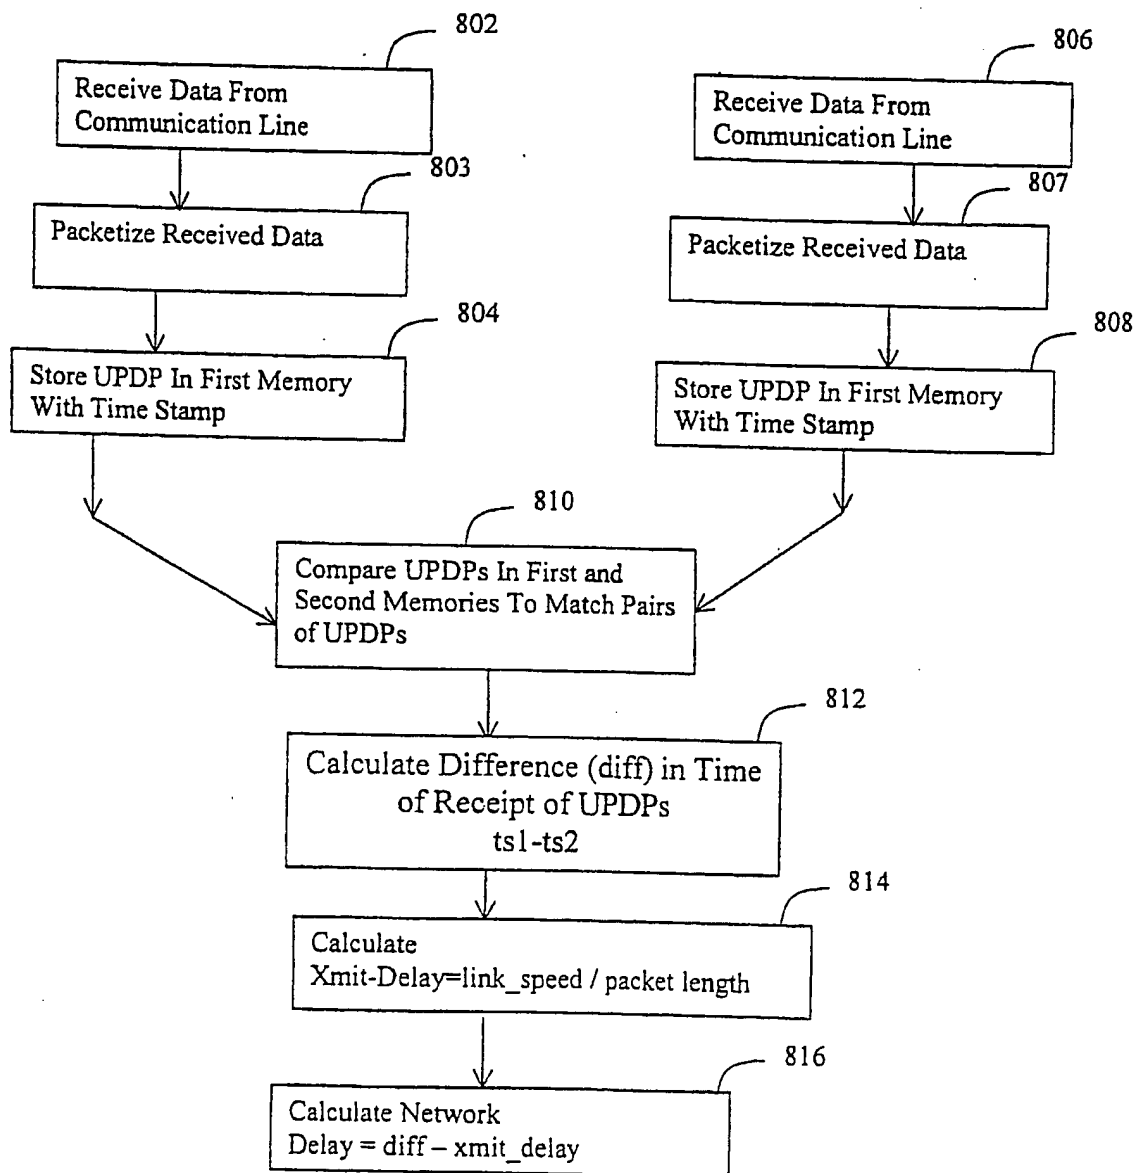 802
Receive Data From
Communication Line
803
Packetize Received Data
804
Store UPDP In First Memory
With Time Stamp
806
Receive Data From
Communication Line
807
Packetize Received Data
808
Store UPDP In First Memory
With Time Stamp
810
Compare UPDPs In First and
Second Memories To Match Pairs
of UPDPs
812
Calculate Difference (diff) in Time
of Receipt of UPDPs
ts1-ts2
814
Calculate
Xmit-Delay=link_speed / packet length
816
Calculate Network
Delay = diff – xmit_delay